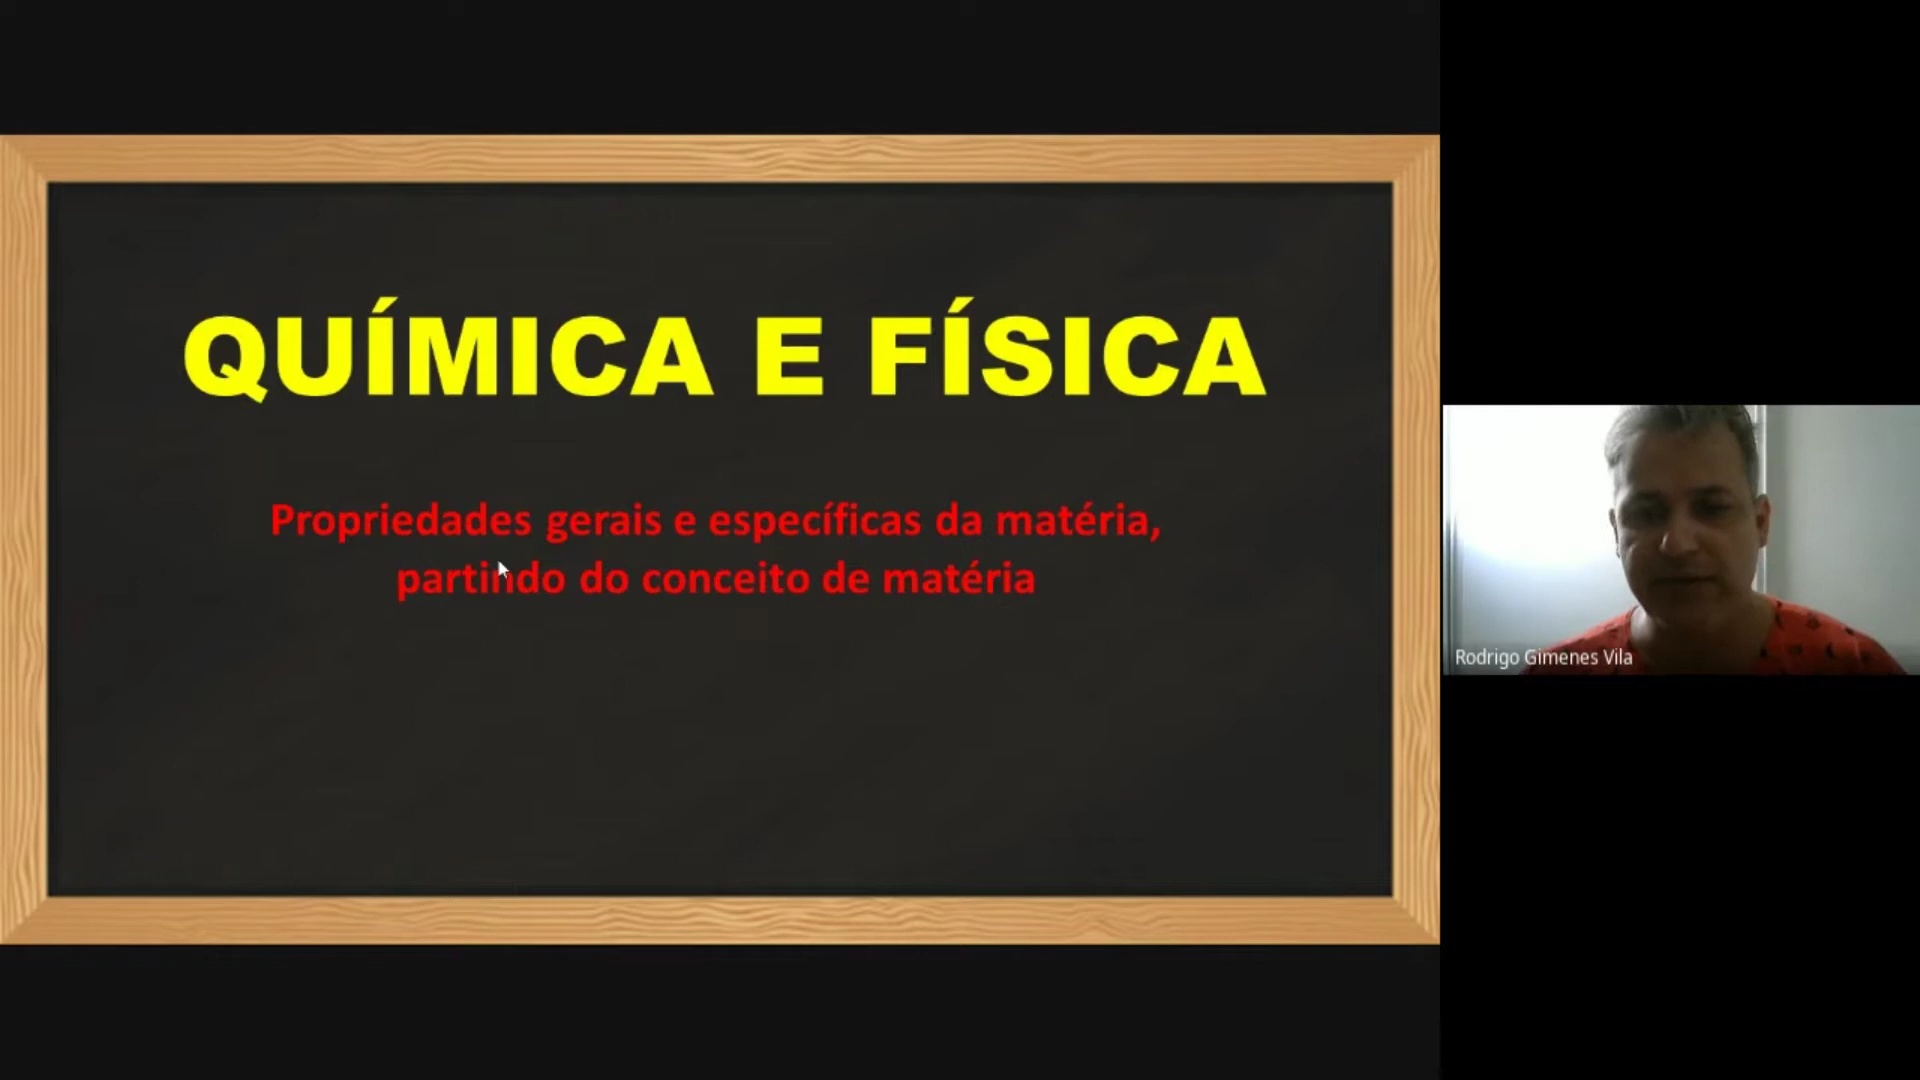 QUÍMICA E FÍSICA
Propriedades gerais e específicas da matéria,
partindo do conceito de matéria
Rodrigo Gimenes Vila